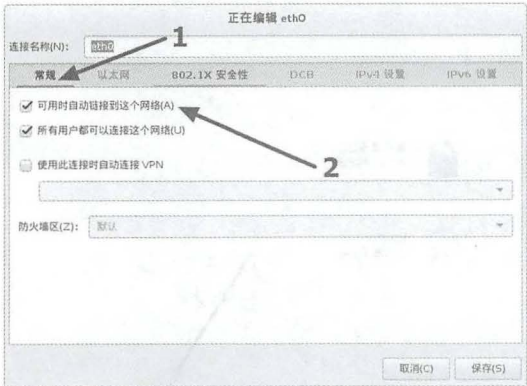 正在编辑 eth0
连接名称(N): eth0
1
常规 以太网 802.1X 安全性 DCB IPv4 设置 IPv6 设置
可用时自动链接到这个网络(A)
所有用户都可以连接这个网络(U)
2
使用此连接时自动连接 VPN
防火墙区(Z): 默认
取消(C) 保存(S)